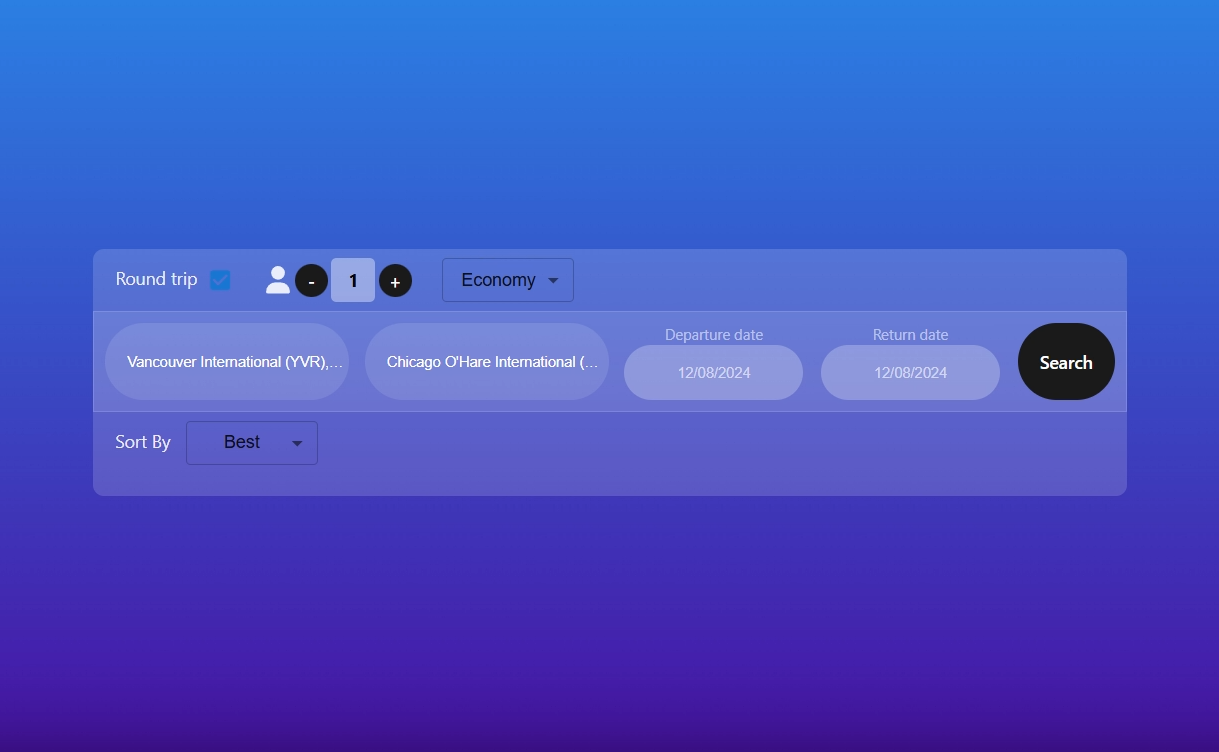 Round trip
-
1
+
Economy
Vancouver International (YVR),...
Chicago O'Hare International (...
Departure date
12/08/2024
Return date
12/08/2024
Search
Sort By
Best